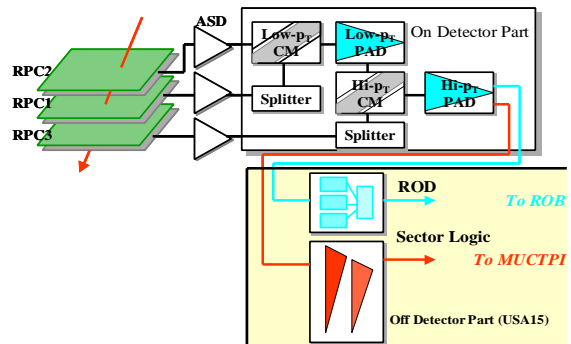 ASD
Low-pT CM
Low-pT PAD
On Detector Part
RPC2
RPC1
RPC3
Splitter
Hi-pT CM
Hi-pT PAD
Splitter
ROD
To ROB
Sector Logic
To MUCTPI
Off Detector Part (USA15)